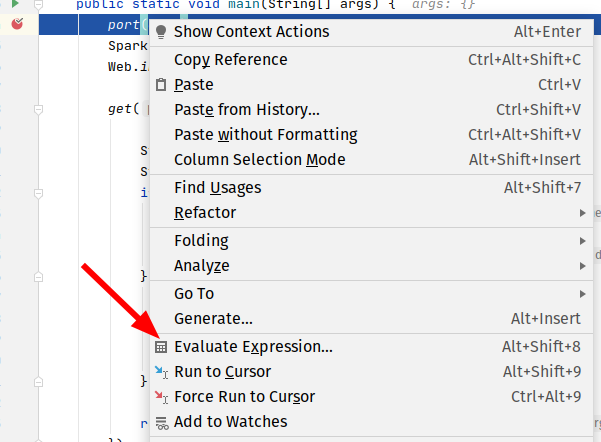 public static void main(String[] args) { args: {}
port(
Show Context Actions Alt+Enter
Spark
Copy Reference Ctrl+Alt+Shift+C
Web.i
Paste Ctrl+V
Paste from History... Ctrl+Shift+V
get(
Paste without Formatting Ctrl+Alt+Shift+V
Column Selection Mode Alt+Shift+Insert
S
S
Find Usages Alt+Shift+7
i
Refactor
Folding
Analyze
}
Go To
Generate... Alt+Insert
Evaluate Expression... Alt+Shift+8
Run to Cursor Alt+Shift+9
}
Force Run to Cursor Ctrl+Alt+9
Add to Watches
r
})